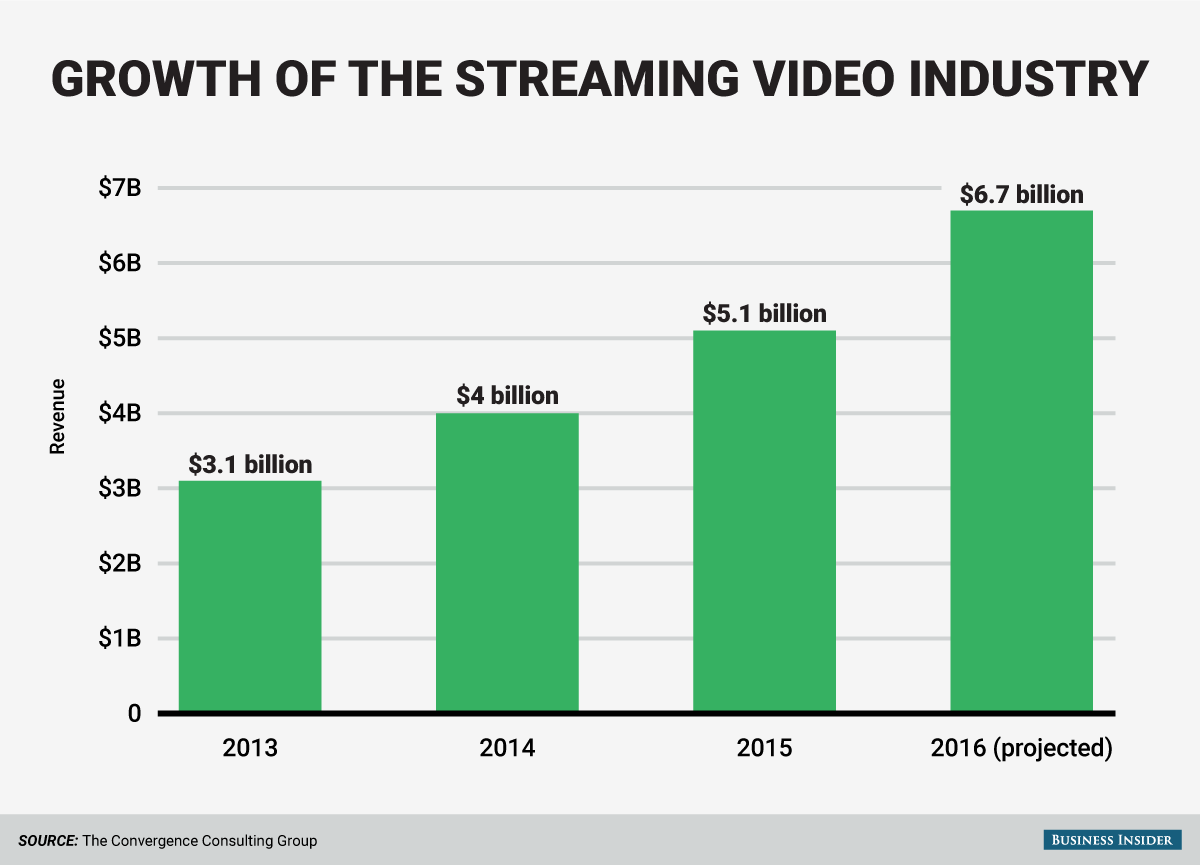 GROWTH OF THE STREAMING VIDEO INDUSTRY
$7B
$6.7 billion
$6B
$5.1 billion
$5B
$4 billion
$4B
Revenue
$3.1 billion
$3B
$2B
$1B
0
2013
2014
2015
2016 (projected)
SOURCE: The Convergence Consulting Group
BUSINESS INSIDER